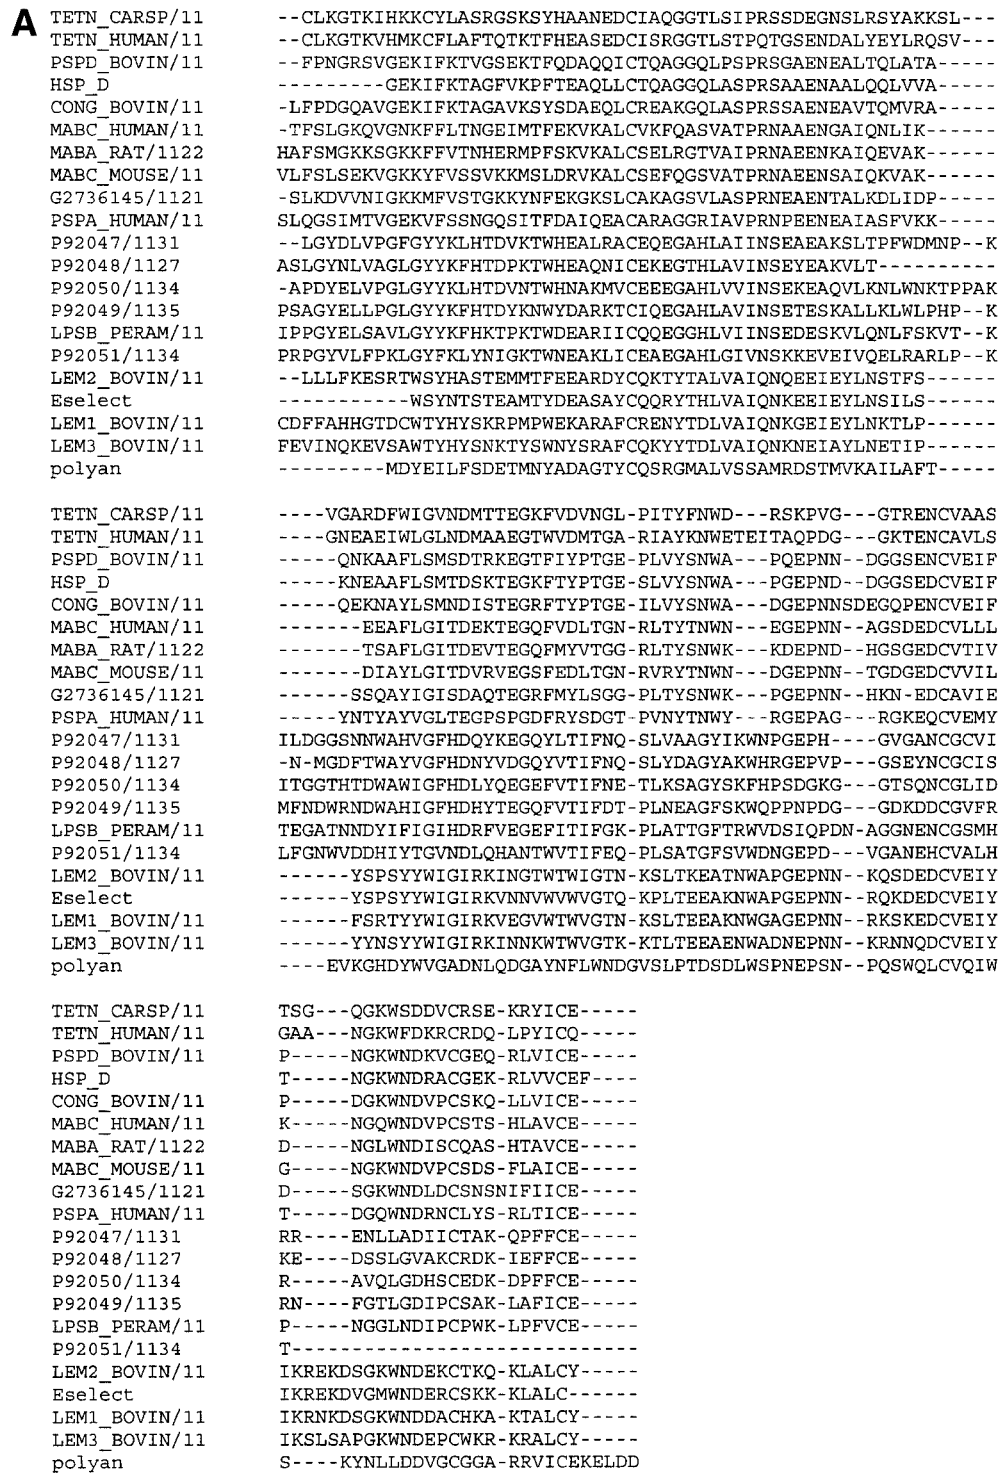 A
TETN_CARSP/11 --CLKGTKIHKKCYLASRGSKSYHAANEDCIAQGGTLSIPRSSDEGNSLRSYAKKSL---
TETN_HUMAN/11 --CLKGTKVHMKCFLAFTQTKTFHEASEDCISRGGTLSTPQTGSENDALYEYLRQSV---
PSPD_BOVIN/11 --FPNGRSVGEKIFKTVGSEKTFQDAQQICTQAGGQLPSPRSGAENEALTQLATA-----
HSP_D ---------GEKIFKTAGFVKPFTEAQLLCTQAGGQLASPRSAAENAALQQLVVA-----
CONG_BOVIN/11 -LFPDGQAVGEKIFKTAGAVKSYSDAEQLCREAKGQLASPRSSAENEAVTQMVRA-----
MABC_HUMAN/11 -TFSLGKQVGNKFFLTNGEIMTFEKVKALCVKFQASVATPRNAAENGAIQNLIK------
MABA_RAT/1122 HAFSMGKKSGKKFFVTNHERMPFSKVKALCSELRGTVAIPRNAEENKAIQEVAK------
MABC_MOUSE/11 VLFSLSEKVGKKYFVSSVKKMSLDRVKALCSEFQGSVATPRNAEENSAIQKVAK------
G2736145/1121 -SLKDVVVNIGKKMFVSTGKKYNFEKGKSLCAKAGSVLASPRNEAENTALKDLIDP----
PSPA_HUMAN/11 SLQGSIMTVGEKVFSSNGQSITFDAIQEACARAGGRIAVPRNPEENEAIASFVKK-----
P92047/1131 --LGYDLVPGFGYYKLHTDVKTWHEALRACEQEGAHLAIINSEAEAKSLTPFWDMNP--K
P92048/1127 ASLGYNLVAGLGYYKFHTDPKTWHEAQNICEKEGTHLAVINSEYEAKVLT----------
P92050/1134 -APDYELVPGLGYYKLHTDVNTWHNAKMVCEEEGAHLVVINSEKEAQVLKNLWNKTPPAK
P92049/1135 PSAGYELLPGLGYYKFHTDYKNWYDARKTCIQEGAHLAVINSETESKALLKLWLPHP--K
LPSB_PERAM/11 IPPGYELSAVLGYYKFHKTPKTWDEARIICQQEGGHLVIINSEDESKVLQNLFSKVT--K
P92051/1134 PRPGYVLFPKLGYFKLYNIGKTWNEAKLICEAEGAHLGIVNSKKEVEIVQELRARLP--K
LEM2_BOVIN/11 --LLLFKESRTWSYHASTEMMTFEEARDYCQKTYTALVAIQNQEEIEYLNSTFS------
Eselect -----------WSYNTSTEAMTYDEASAYCQQRYTHLVAIQNKEEIEYLNSILS------
LEM1_BOVIN/11 CDFFAHHGTDCWTYHYSKRPMPWEKARAFCRENYTDLVAIQNKGEIEYLNKTLP------
LEM3_BOVIN/11 FEVINQKEVSAWTYHYSNKTYSWNYSRAFCQKYYTDLVAIQNKNEIAYLNETIP------
polyan ---------MDYEILFSDETMNYADAGTYCQSRGMALVSSAMRDSTMVKAILAFT-----
TETN_CARSP/11 ----VGARDFWIGVNDMTTEGKFVDVNGL-PITYFNWD---RSKPVG---GTRENCVAAS
TETN_HUMAN/11 ----GNEAEIWLGLNDMAAEGTWVDMTGA-RIAYKNWETEITAQPDG---GKTENCAVLS
PSPD_BOVIN/11 -----QNKAAFLSMSDTRKEGTFIYPTGE-PLVYSNWA---PQEPNN--DGGSENCVEIF
HSP_D -----KNEAAFLSMTDSKTEGKFTYPTGE-SLVYSNWA---PGEPND--DGGSEDCVEIF
CONG_BOVIN/11 -----QEKNAYLSMNDISTEGRFTYPTGE-ILVYSNWA---DGEPNNSDEGQPENCVEIF
MABC_HUMAN/11 -------EEAFLGITDEKTEGQFVDLTGN-RLTYTNWN---EGEPNN--AGSDEDCVLLL
MABA_RAT/1122 -------TSAFLGITDEVTEGQFMYVTGG-RLTYSNWK---KDEPND--HGSGEDCVTIV
MABC_MOUSE/11 -------DIAYLGITDVRVEGSFEDLTGN-RVRYTNWN---DGEPNN--TGDGEDCVVIL
G2736145/1121 ------SSQAYIGISDAQTEGRFMYLSGG-PLTYSNWK---PGEPNN--HKN-EDCAVIE
PSPA_HUMAN/11 -----YNTYAYVGLTEGPSPGDFRYSDGT-PVNYTNWY---RGEPAG---RGKEQCVEMY
P92047/1131 ILDGGSNNWAHVGFHDQYKEGQYLTIFNQ-SLVAAGYIKWNPGEPH----GVGANCGCVI
P92048/1127 -N-MGDFTWAYVGFHDNYVDGQYVTIFNQ-SLYDAGYAKWHRGEPVP---GSEYNCGCIS
P92050/1134 ITGGTHTDWAWIGFHDLYQEGEFVTIFNE-TLKSAGYSKFHPSDGKG---GTSQNCGLID
P92049/1135 MFNDWRNDWAHIGFHDHYTEGQFVTIFDT-PLNEAGFSKWQPPNPDG---GDKDDCGVFR
LPSB_PERAM/11 TEGATNNDYIFIGIHDRFVEGEFITIFGK-PLATTGFTRWVDSIQPDN-AGGNENCGSMH
P92051/1134 LFGNWVDDHIYTGVNDLQHANTWVTIFEQ-PLSATGFSVWDNGEPD---VGANEHCVALH
LEM2_BOVIN/11 ------YSPSYYWIGIRKINGTWTWIGTN-KSLTKEATNWAPGEPNN--KQSDEDCVEIY
Eselect ------YSPSYYWIGIRKVNNVWVWVGTQ-KPLTEEAKNWAPGEPNN--RQKDEDCVEIY
LEM1_BOVIN/11 ------FSRTYYWIGIRKVEGVWTWVGTN-KSLTEEAKNWGAGEPNN--RKSKEDCVEIY
LEM3_BOVIN/11 ------YYNSYYWIGIRKINNKWTWVGTK-KTLTEEAENWADNEPNN--KRNNQDCVEIY
polyan ----EVKGHDYWVGADNLQDGAYNFLWNDGVSLPTDSDLWSPNEPSN--PQSWQLCVQIW
TETN_CARSP/11 TSG---QGKWSDDVCRSE-KRYICE-----
TETN_HUMAN/11 GAA---NGKWFDKRCRDQ-LPYICQ-----
PSPD_BOVIN/11 P-----NGKWNDKVCGEQ-RLVICE-----
HSP_D T-----NGKWNDRACGEK-RLVVCEF----
CONG_BOVIN/11 P-----DGKWNDVPCSKQ-LLVICE-----
MABC_HUMAN/11 K-----NGQWNDVPCSTS-HLAVCE-----
MABA_RAT/1122 D-----NGLWNDISCQAS-HTAVCE-----
MABC_MOUSE/11 G-----NGKWNDVPCSDS-FLAICE-----
G2736145/1121 D-----SGKWNDLDCSNSNIFIICE-----
PSPA_HUMAN/11 T-----DGQWNDRNCLYS-RLTICE-----
P92047/1131 RR----ENLLADIICTAK-QPFFCE-----
P92048/1127 KE----DSSLGVAKCRDK-IEFFCE-----
P92050/1134 R-----AVQLGDHSCEDK-DPFFCE-----
P92049/1135 RN----FGTLGDIPCSAK-LAFICE-----
LPSB_PERAM/11 P-----NGGLNDIPCPWK-LPFVCE-----
P92051/1134 T-----------------------------
LEM2_BOVIN/11 IKREKDSGKWNDEKCTKQ-KLALCY-----
Eselect IKREKDVGMWNDERCSKK-KLALC------
LEM1_BOVIN/11 IKRNKDSGKWNDDACHKA-KTALCY-----
LEM3_BOVIN/11 IKSLSAPGKWNDEPCWKR-KRALCY-----
polyan S----KYNLLDDVGCGGA-RRVICEKELDD